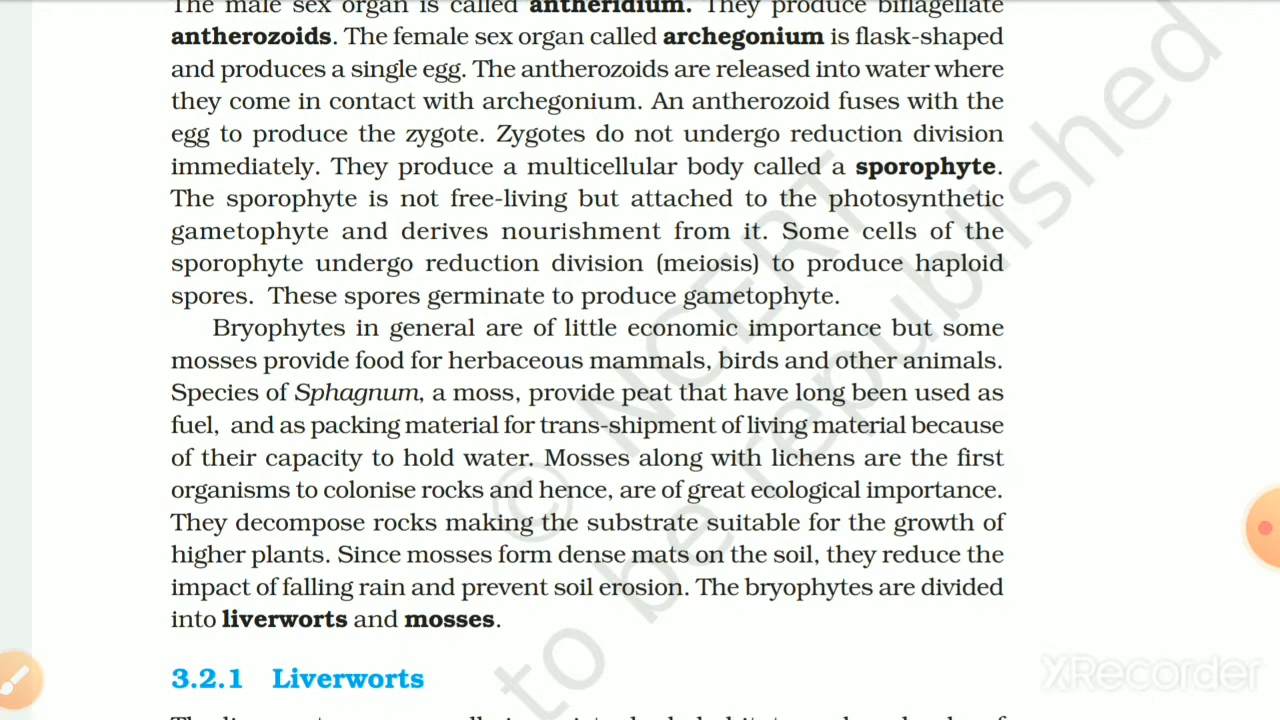 The male sex organ is called antheridium. They produce biflagellate
antherozoids. The female sex organ called archegonium is flask-shaped
and produces a single egg. The antherozoids are released into water where
they come in contact with archegonium. An antherozoid fuses with the
egg to produce the zygote. Zygotes do not undergo reduction division
immediately. They produce a multicellular body called a sporophyte.
The sporophyte is not free-living but attached to the photosynthetic
gametophyte and derives nourishment from it. Some cells of the
sporophyte undergo reduction division (meiosis) to produce haploid
spores. These spores germinate to produce gametophyte.
Bryophytes in general are of little economic importance but some
mosses provide food for herbaceous mammals, birds and other animals.
Species of Sphagnum, a moss, provide peat that have long been used as
fuel, and as packing material for trans-shipment of living material because
of their capacity to hold water. Mosses along with lichens are the first
organisms to colonise rocks and hence, are of great ecological importance.
They decompose rocks making the substrate suitable for the growth of
higher plants. Since mosses form dense mats on the soil, they reduce the
impact of falling rain and prevent soil erosion. The bryophytes are divided
into liverworts and mosses.
3.2.1 Liverworts
© NCERT
to be republished
XRecorder